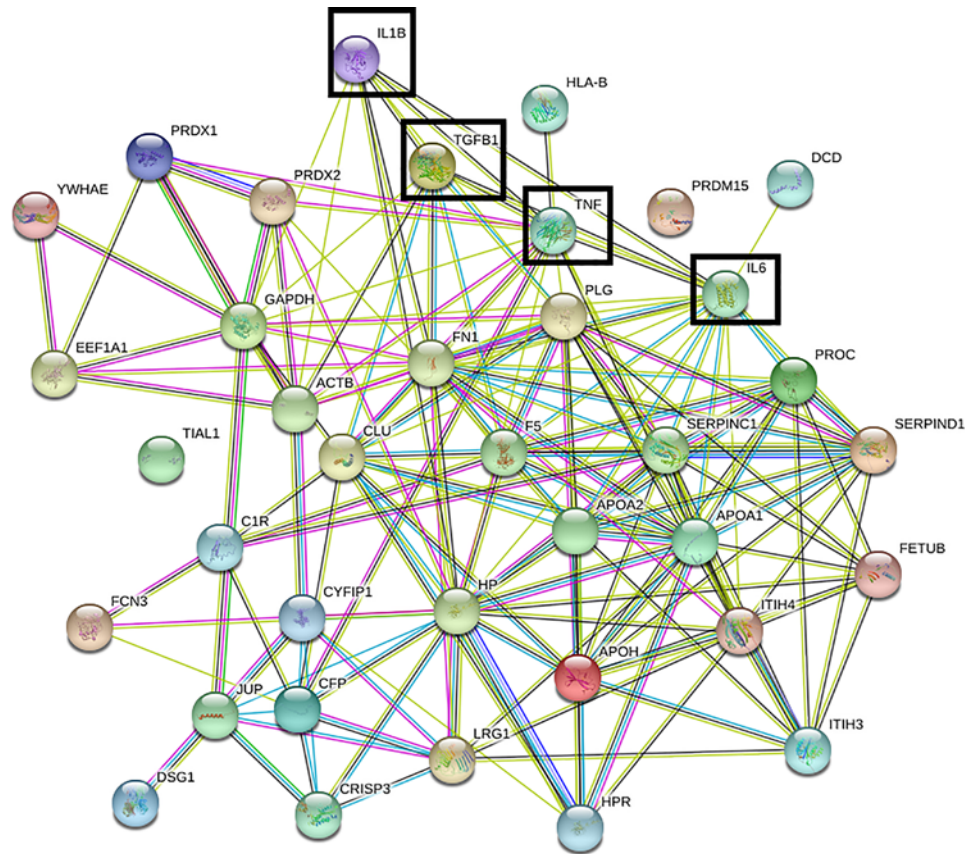 IL1B
HLA-B
PRDX1
TGFB1
DCD
PRDX2
YWHAE
TNF
PRDM15
IL6
GAPDH
PLG
EEF1A1
FN1
PROC
ACTB
TIAL1
CLU
F5
SERPINC1
SERPIND1
C1R
APOA2
APOA1
FETUB
FCN3
CYFIP1
HP
ITIH4
JUP
CFP
APOH
ITIH3
LRG1
DSG1
CRISP3
HPR